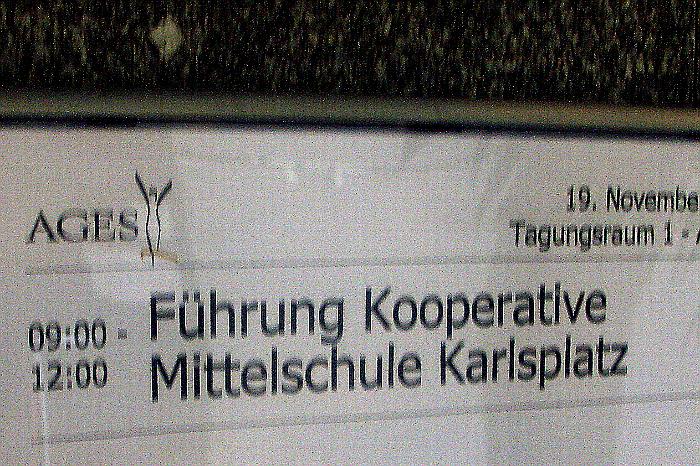 AGES
19. Novembe
Tagungsraum 1 -
09:00 - Führung Kooperative
12:00 Mittelschule Karlsplatz